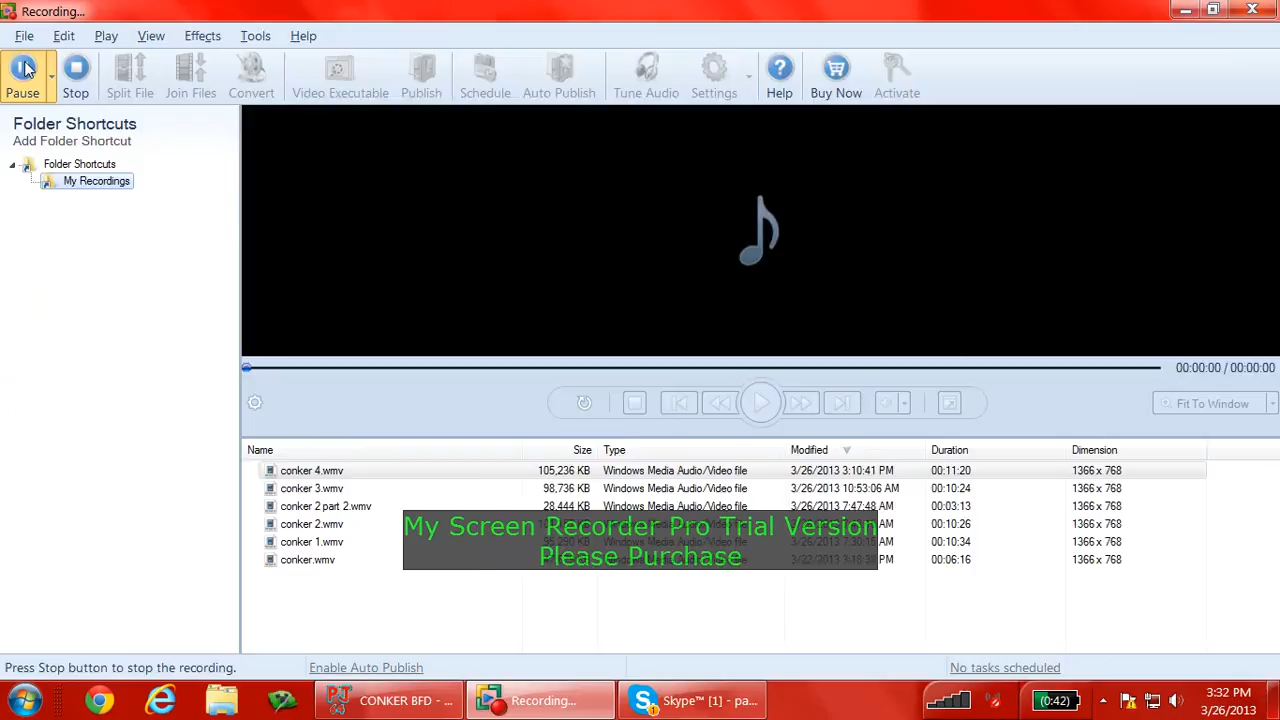 Recording...
File Edit Play View Effects Tools Help
Pause Stop Split File Join Files Convert Video Executable Publish Schedule Auto Publish Tune Audio Settings Help Buy Now Activate
Folder Shortcuts
Add Folder Shortcut
Folder Shortcuts
My Recordings
00:00:00 / 00:00:00
Fit To Window
Name Size Type Modified Duration Dimension
conker 4.wmv 105,236 KB Windows Media Audio/Video file 3/26/2013 3:10:41 PM 00:11:20 1366 x 768
conker 3.wmv 98,736 KB Windows Media Audio/Video file 3/26/2013 10:53:06 AM 00:10:24 1366 x 768
conker 2 part 2.wmv 28,444 KB Windows Media Audio/Video file 3/26/2013 7:47:48 AM 00:03:13 1366 x 768
conker 2.wmv AM 00:10:26 1366 x 768
conker 1.wmv AM 00:10:34 1366 x 768
conker.wmv PM 00:06:16 1366 x 768
My Screen Recorder Pro Trial Version
Please Purchase
Press Stop button to stop the recording. Enable Auto Publish No tasks scheduled
CONKER BFD - ... Recording... Skype™ [1] - pa... (0:42) 3:32 PM
3/26/2013